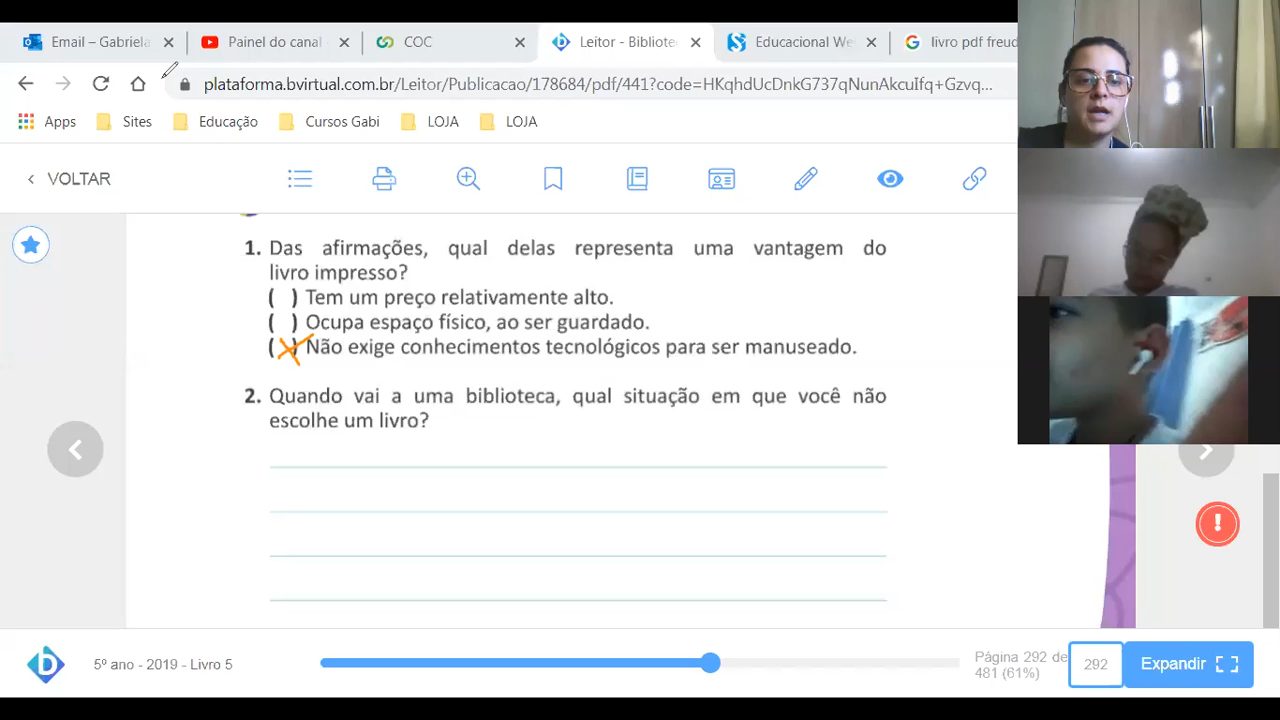 Email – Gabriela
Painel do canal
COC
Leitor - Bibliote
Educacional We
livro pdf freud
plataforma.bvirtual.com.br/Leitor/Publicacao/178684/pdf/441?code=HKqhdUcDnkG737qNunAkcuIfq+Gzvq...
Apps Sites Educação Cursos Gabi LOJA LOJA
VOLTAR
1. Das afirmações, qual delas representa uma vantagem do
livro impresso?
( ) Tem um preço relativamente alto.
( ) Ocupa espaço físico, ao ser guardado.
(X) Não exige conhecimentos tecnológicos para ser manuseado.
2. Quando vai a uma biblioteca, qual situação em que você não
escolhe um livro?
5º ano - 2019 - Livro 5
Página 292 de
481 (61%)
292
Expandir